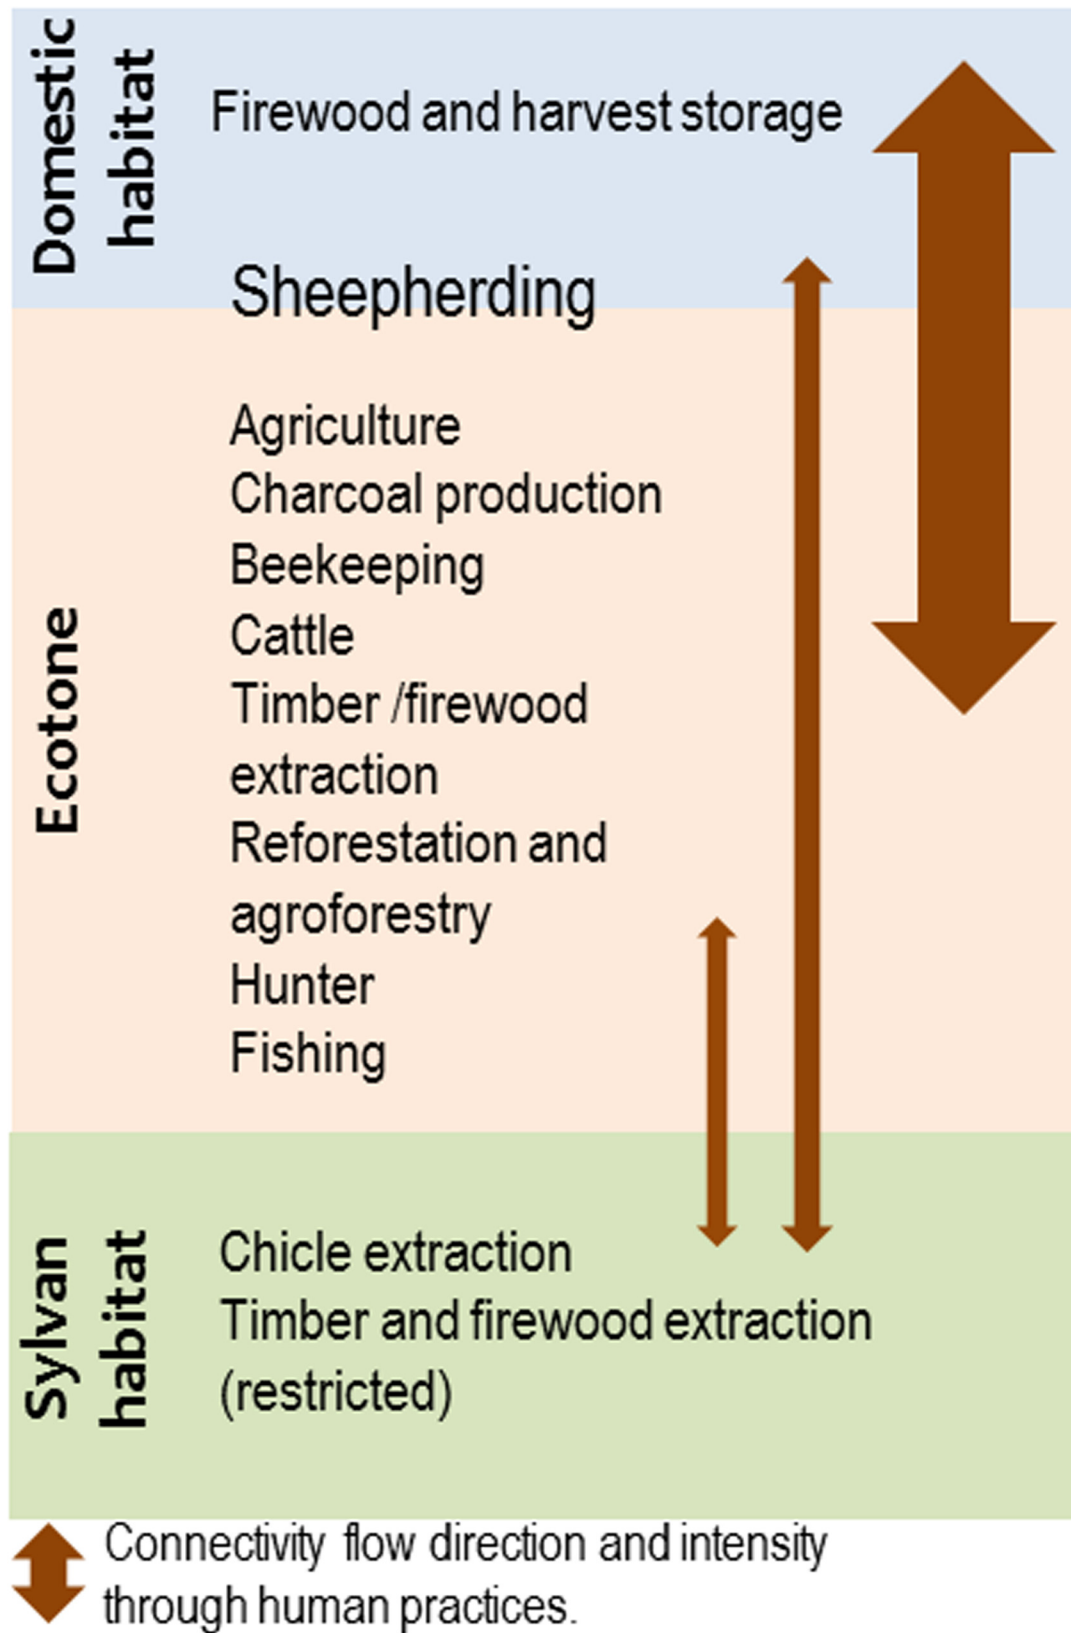 Domestic
habitat
Firewood and harvest storage
Sheepherding
Ecotone
Agriculture
Charcoal production
Beekeeping
Cattle
Timber /firewood
extraction
Reforestation and
agroforestry
Hunter
Fishing
Sylvan
habitat
Chicle extraction
Timber and firewood extraction
(restricted)
Connectivity flow direction and intensity
through human practices.